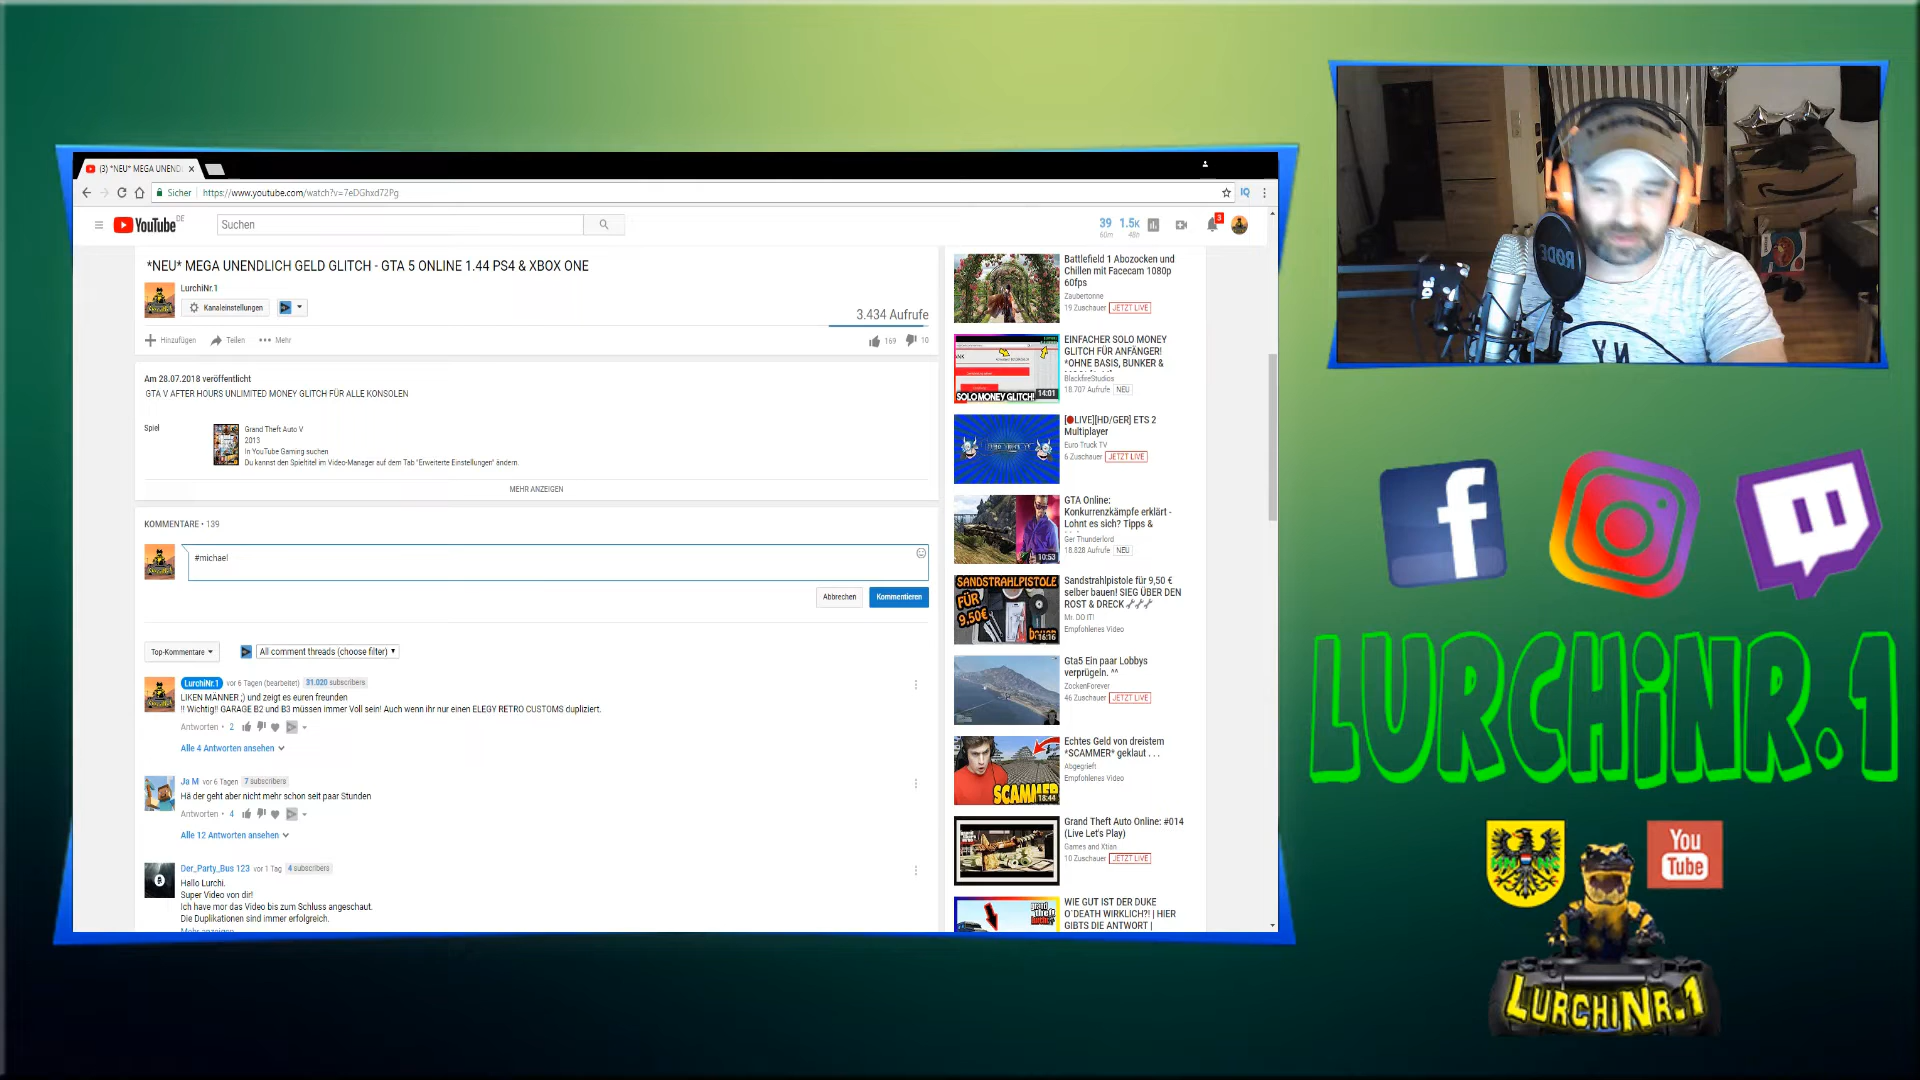 (3) *NEU* MEGA UNEND
Sicher
https://www.youtube.com/watch?v=7eDGhxd72Pg
IQ
YouTube DE
Suchen
39
60m
1.5K
48h
3
*NEU* MEGA UNENDLICH GELD GLITCH - GTA 5 ONLINE 1.44 PS4 & XBOX ONE
LurchiNr.1
Kanaleinstellungen
3.434 Aufrufe
Hinzufügen
Teilen
Mehr
169
10
Am 28.07.2018 veröffentlicht
GTA V AFTER HOURS UNLIMITED MONEY GLITCH FÜR ALLE KONSOLEN
Spiel
Grand Theft Auto V
2013
In YouTube Gaming suchen
Du kannst den Spieltitel im Video-Manager auf dem Tab "Erweiterte Einstellungen" ändern.
MEHR ANZEIGEN
KOMMENTARE • 139
#michael
Abbrechen
Kommentieren
Top-Kommentare
All comment threads (choose filter)
LurchiNr.1 vor 6 Tagen (bearbeitet) 31.020 subscribers
LIKEN MÄNNER ;) und zeigt es euren freunden
!! Wichtig!! GARAGE B2 und B3 müssen immer Voll sein! Auch wenn ihr nur einen ELEGY RETRO CUSTOMS dupliziert.
Antworten • 2
Alle 4 Antworten ansehen
Ja M vor 6 Tagen 7 subscribers
Hä der geht aber nicht mehr schon seit paar Stunden
Antworten • 4
Alle 12 Antworten ansehen
Der_Party_Bus 123 vor 1 Tag 4 subscribers
Hallo Lurchi.
Super Video von dir!
Ich have mor das Video bis zum Schluss angeschaut.
Die Duplikationen sind immer erfolgreich.
Mehr anzeigen
Battlefield 1 Abozocken und
Chillen mit Facecam 1080p
60fps
Zaubertonne
19 Zuschauer JETZT LIVE
SOLO MONEY GLITCH!
14:01
EINFACHER SOLO MONEY
GLITCH FÜR ANFÄNGER!
*OHNE BASIS, BUNKER &
BlackfireStudios
18.707 Aufrufe NEU
[LIVE][HD/GER] ETS 2
Multiplayer
Euro Truck TV
6 Zuschauer JETZT LIVE
10:53
GTA Online:
Konkurrenzkämpfe erklärt -
Lohnt es sich? Tipps &
Ger Thunderlord
18.828 Aufrufe NEU
SANDSTRAHLPISTOLE
FÜR
9,50€
16:16
Sandstrahlpistole für 9,50 €
selber bauen! SIEG ÜBER DEN
ROST & DRECK
Mr. DO IT!
Empfohlenes Video
Gta5 Ein paar Lobbys
verprügeln. ^^
ZockenForever
46 Zuschauer JETZT LIVE
SCAMMER
18:44
Echtes Geld von dreistem
*SCAMMER* geklaut . . .
Abgegrieft
Empfohlenes Video
Grand Theft Auto Online: #014
(Live Let's Play)
Games and Xtian
10 Zuschauer JETZT LIVE
WIE GUT IST DER DUKE
O`DEATH WIRKLICH?! | HIER
GIBTS DIE ANTWORT |
RØDE
LURCHiNR.1
You
Tube
LURCHiNR.1